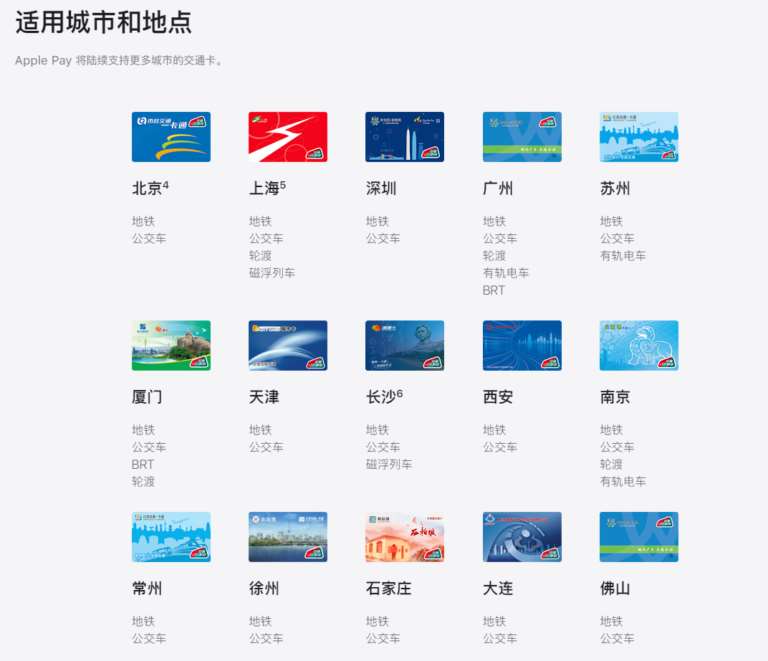 适用城市和地点
Apple Pay 将陆续支持更多城市的交通卡。
北京4
地铁
公交车
上海5
地铁
公交车
轮渡
磁浮列车
深圳
地铁
公交车
广州
地铁
公交车
轮渡
有轨电车
BRT
苏州
地铁
公交车
有轨电车
厦门
地铁
公交车
BRT
轮渡
天津
地铁
公交车
长沙6
地铁
公交车
磁浮列车
西安
地铁
公交车
南京
地铁
公交车
轮渡
有轨电车
常州
地铁
公交车
徐州
地铁
公交车
石家庄
地铁
公交车
大连
地铁
公交车
佛山
地铁
公交车